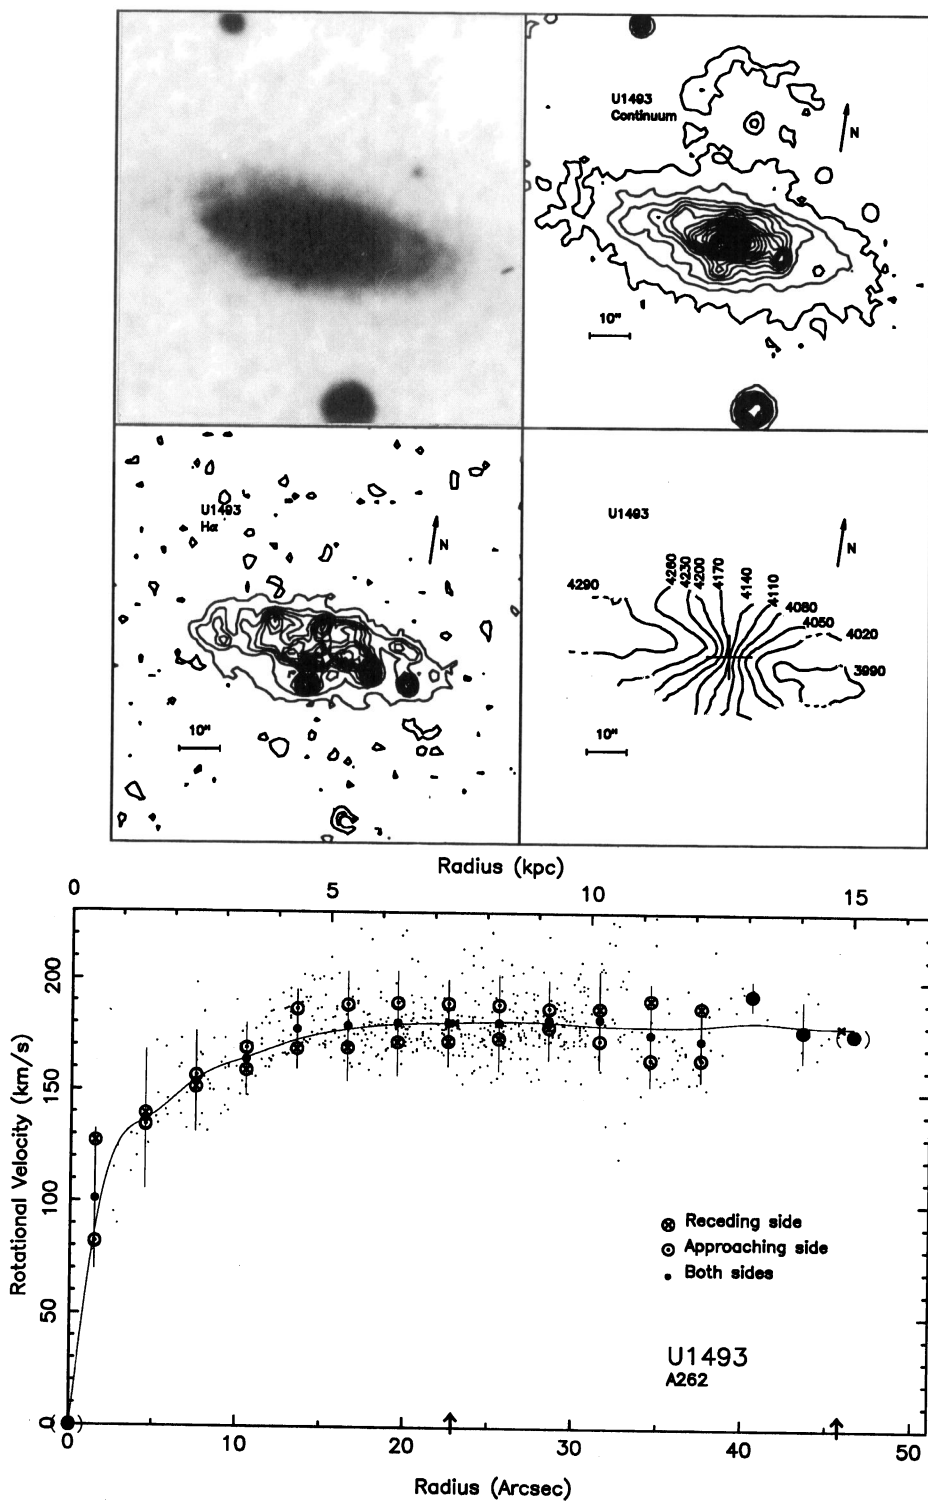 U1493
Continuum
N
10"
U1493
Hα
N
10"
U1493
N
4290
4260
4230
4200
4170
4140
4110
4080
4050
4020
3990
10"
Radius (kpc)
0 5 10 15
Rotational Velocity (km/s)
200
150
100
50
0
Receding side
Approaching side
Both sides
U1493
A262
0 10 20 30 40 50
Radius (Arcsec)